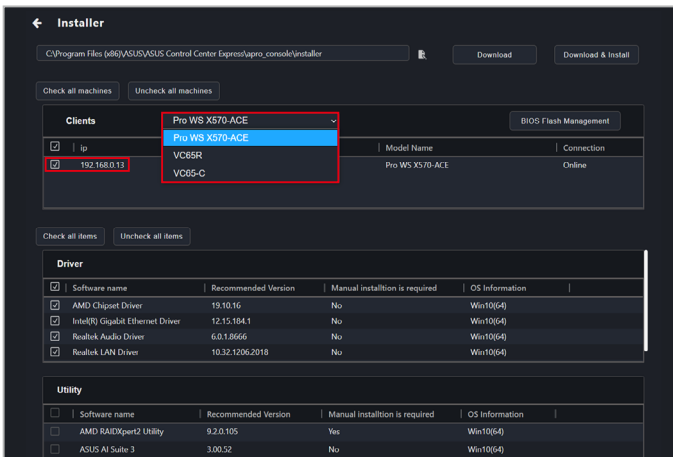 Installer
C:\Program Files (x86)\ASUS\ASUS Control Center Express\apro_console\installer Download Download & Install
Check all machines Uncheck all machines
Clients Pro WS X570-ACE BIOS Flash Management
Pro WS X570-ACE
VC65R
VC65-C
ip Model Name Connection
192.168.0.13 Pro WS X570-ACE Online
Check all items Uncheck all items
Driver
Software name Recommended Version Manual installtion is required OS Information
AMD Chipset Driver 19.10.16 No Win10(64)
Intel(R) Gigabit Ethernet Driver 12.15.184.1 No Win10(64)
Realtek Audio Driver 6.0.1.8666 No Win10(64)
Realtek LAN Driver 10.32.1206.2018 No Win10(64)
Utility
Software name Recommended Version Manual installtion is required OS Information
AMD RAIDXpert2 Utility 9.2.0.105 Yes Win10(64)
ASUS AI Suite 3 3.00.52 No Win10(64)